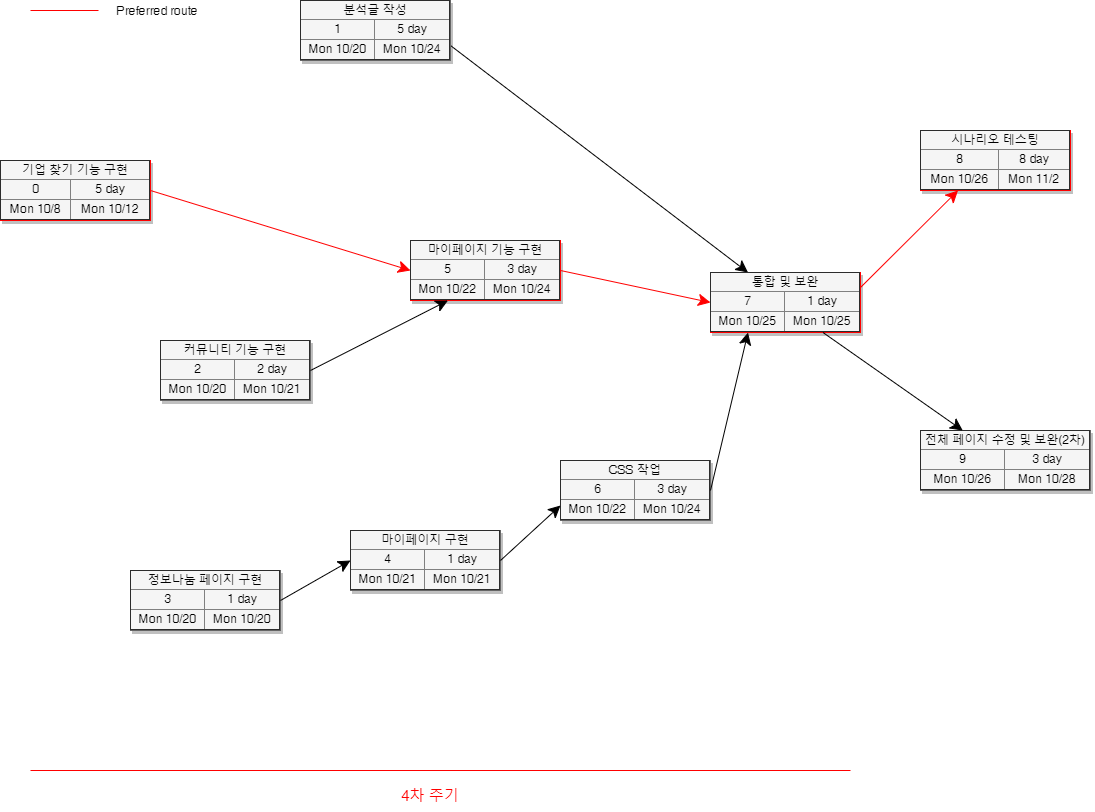 Preferred route
분석글 작성
1 5 day
Mon 10/20 Mon 10/24
시나리오 테스팅
8 8 day
Mon 10/26 Mon 11/2
기업 찾기 기능 구현
0 5 day
Mon 10/8 Mon 10/12
마이페이지 기능 구현
5 3 day
Mon 10/22 Mon 10/24
통합 및 보완
7 1 day
Mon 10/25 Mon 10/25
커뮤니티 기능 구현
2 2 day
Mon 10/20 Mon 10/21
전체 페이지 수정 및 보완(2차)
9 3 day
Mon 10/26 Mon 10/28
CSS 작업
6 3 day
Mon 10/22 Mon 10/24
마이페이지 구현
4 1 day
Mon 10/21 Mon 10/21
정보나눔 페이지 구현
3 1 day
Mon 10/20 Mon 10/20
4차 주기